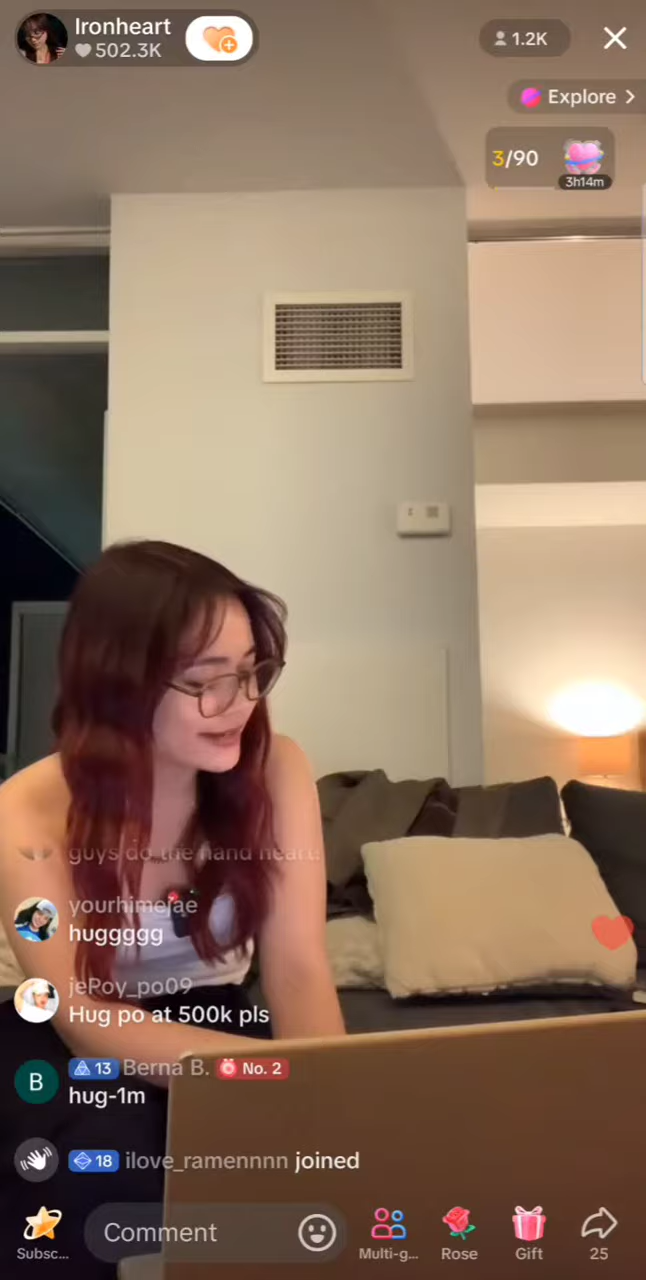 Ironheart
502.3K
1.2K
Explore >
3/90
3h14m
guys do the hand heart!
yourhimejae
huggggg
jePoy_po09
Hug po at 500k pls
13 Berna B. No. 2
B
hug-1m
18 ilove_ramennnn joined
Comment
Subsc...
Multi-g...
Rose
Gift
25